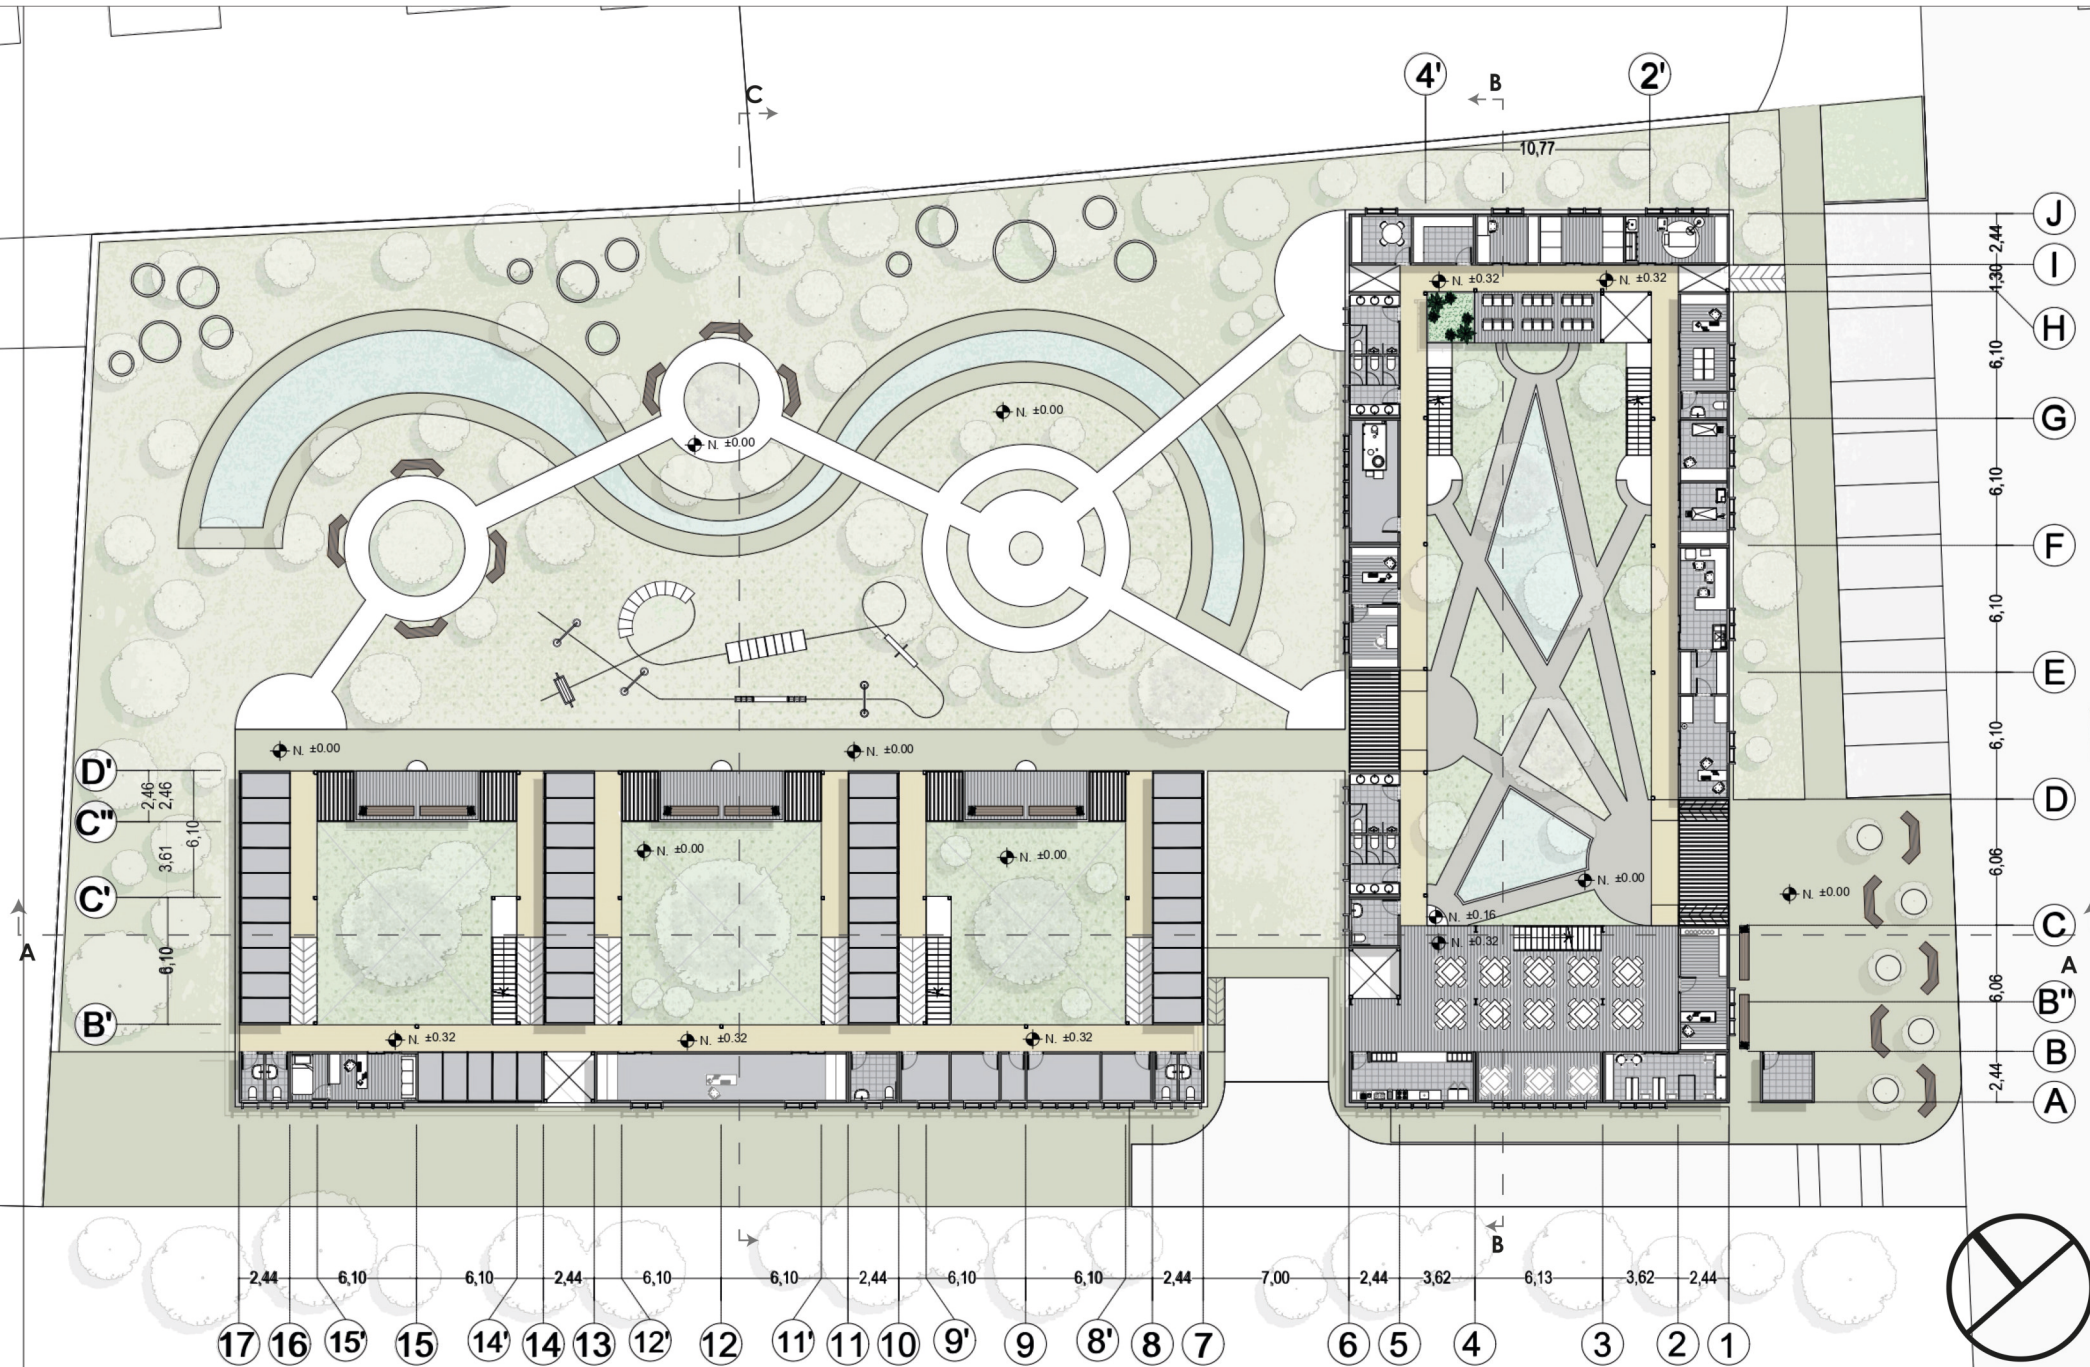 C
B
4'
2'
10,77
J
2,44
I
1,30
H
N. ±0.32
N. ±0.32
6,10
G
N. ±0.00
N. ±0.00
6,10
F
6,10
E
6,10
D
N. ±0.00
N. ±0.00
D'
2,46
2,46
C''
6,10
3,61
C'
N. ±0.00
N. ±0.00
N. ±0.00
N. ±0.00
6,06
N. ±0.16
C
N. ±0.32
A
A
6,10
6,06
B''
B'
N. ±0.32
N. ±0.32
N. ±0.32
B
2,44
A
B
2,44
6,10
6,10
2,44
6,10
6,10
2,44
6,10
6,10
2,44
7,00
2,44
3,62
6,13
3,62
2,44
17
16
15'
15
14'
14
13
12'
12
11'
11
10
9'
9
8'
8
7
6
5
4
3
2
1